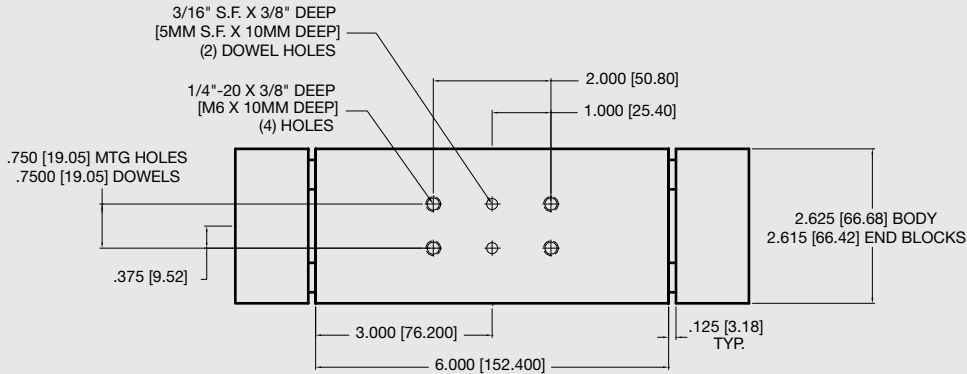 3/16" S.F. X 3/8" DEEP
[5MM S.F. X 10MM DEEP]
(2) DOWEL HOLES
1/4"-20 X 3/8" DEEP
[M6 X 10MM DEEP]
(4) HOLES
2.000 [50.80]
1.000 [25.40]
.750 [19.05] MTG HOLES
.7500 [19.05] DOWELS
.375 [9.52]
2.625 [66.68] BODY
2.615 [66.42] END BLOCKS
3.000 [76.200]
6.000 [152.400]
.125 [3.18]
TYP.